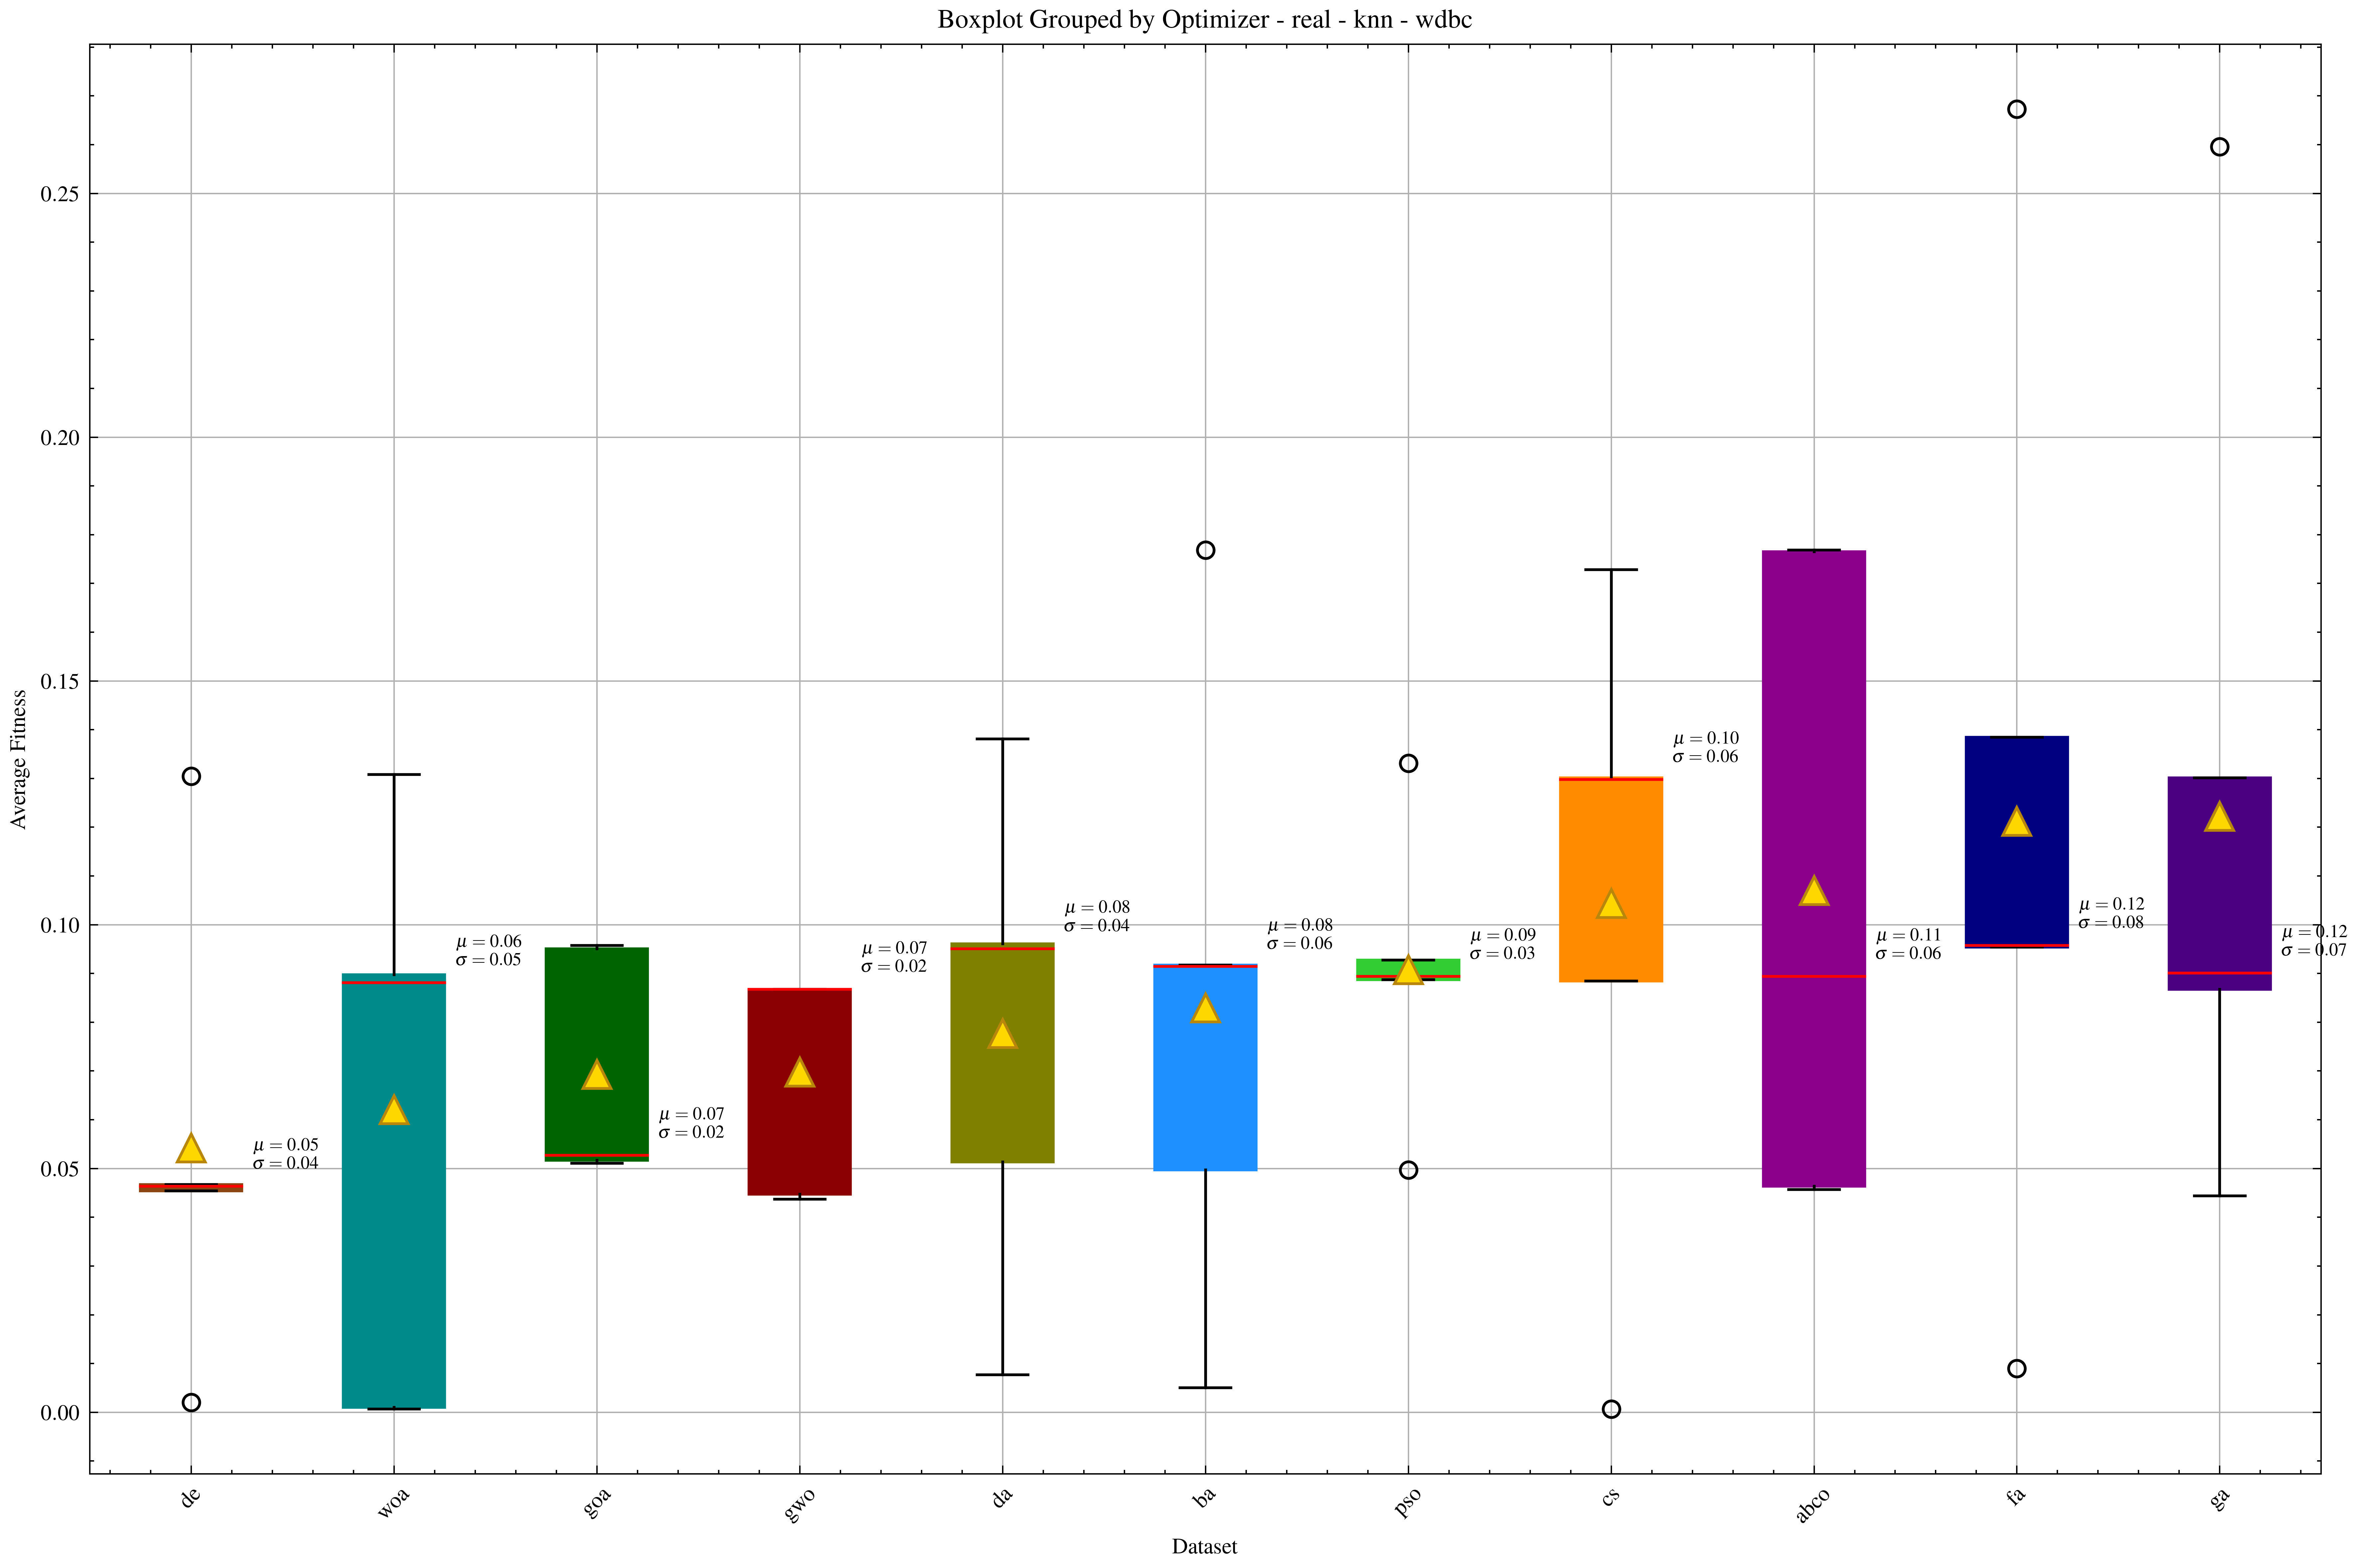 Boxplot Grouped by Optimizer - real - knn - wdbc
Average Fitness
0.25
0.20
0.15
0.10
0.05
0.00
μ = 0.05
σ = 0.04
μ = 0.06
σ = 0.05
μ = 0.07
σ = 0.02
μ = 0.07
σ = 0.02
μ = 0.08
σ = 0.04
μ = 0.08
σ = 0.06
μ = 0.09
σ = 0.03
μ = 0.10
σ = 0.06
μ = 0.11
σ = 0.06
μ = 0.12
σ = 0.08
μ = 0.12
σ = 0.07
de
woa
goa
gwo
da
ba
pso
cs
abco
fa
ga
Dataset